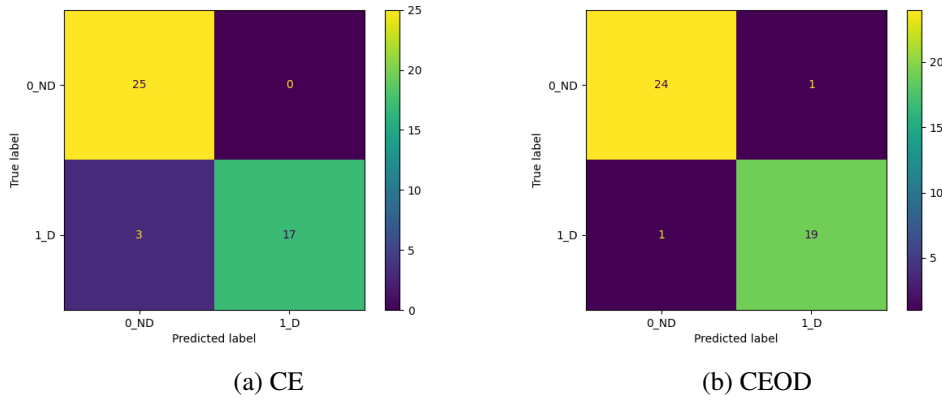 25
0_ND
25
0
20
15
True label
10
1_D
3
17
5
0
0_ND
1_D
Predicted label
(a) CE
0_ND
24
1
20
15
True label
10
1_D
1
19
5
0_ND
1_D
Predicted label
(b) CEOD